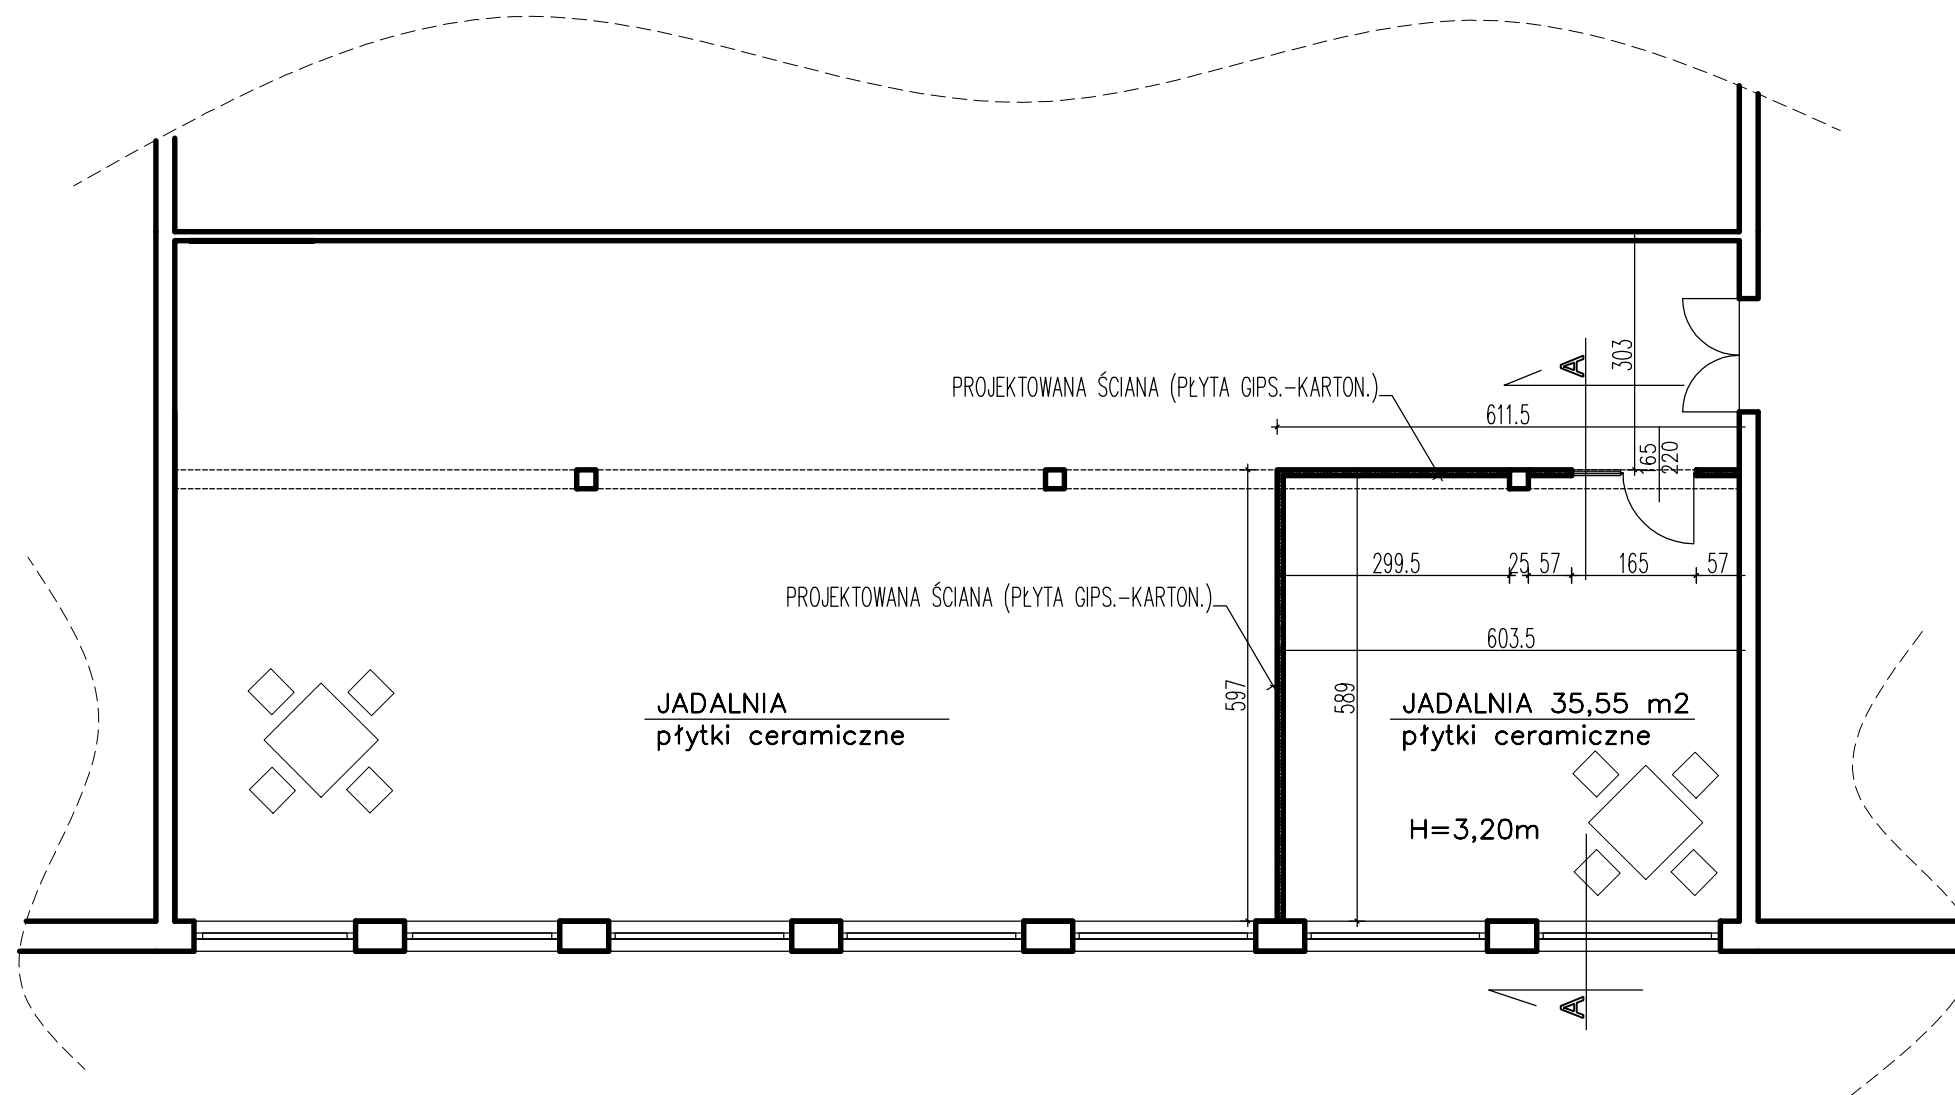 A
303
PROJEKTOWANA ŚCIANA (PŁYTA GIPS.-KARTON.)
611.5
165
220
299.5
25
57
165
57
PROJEKTOWANA ŚCIANA (PŁYTA GIPS.-KARTON.)
603.5
597
589
JADALNIA
płytki ceramiczne
JADALNIA 35,55 m2
płytki ceramiczne
H=3,20m
A